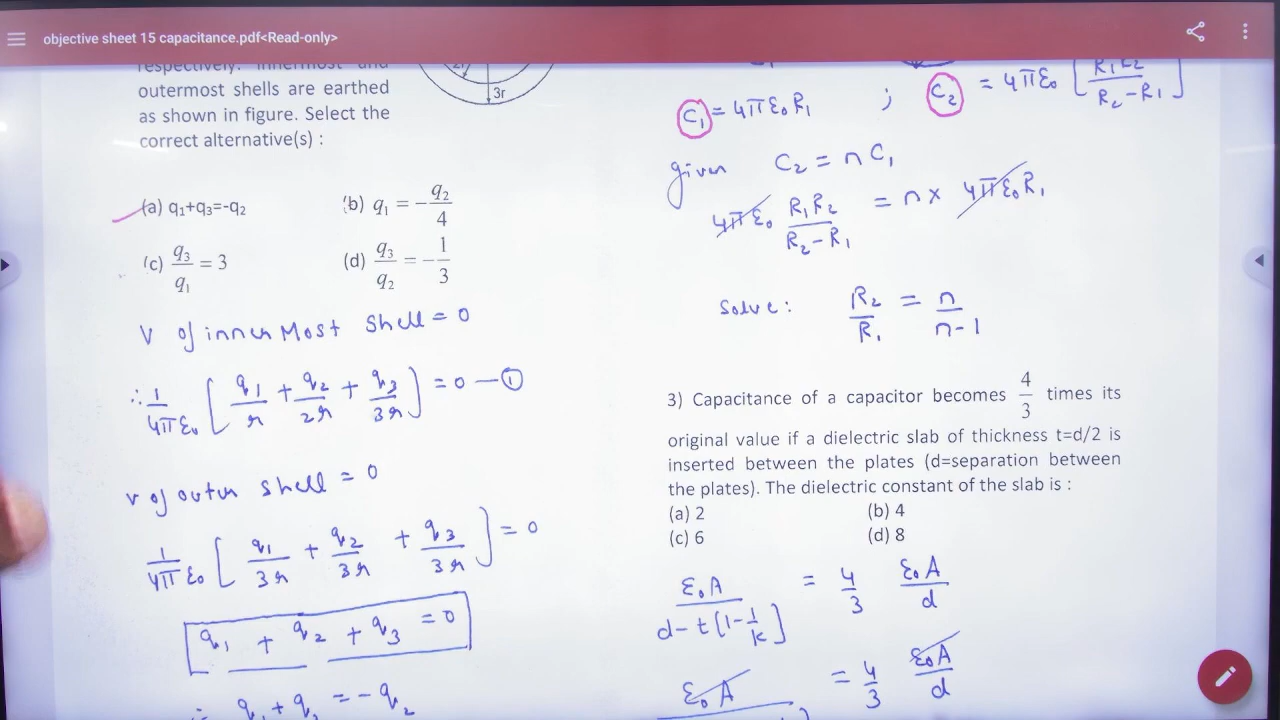 objective sheet 15 capacitance.pdf<Read-only>
respectively. Innermost and
outermost shells are earthed
as shown in figure. Select the
correct alternative(s) :
3r
(a) q₁+q₃=-q₂
(b) q₁ = -q₂/4
(c) q₃/q₁ = 3
(d) q₃/q₂ = -1/3
V of inner Most Shell = 0
∴ 1/4πε₀ [q₁/r + q₂/2r + q₃/3r] = 0 — ①
V of outer Shell = 0
1/4πε₀ [q₁/3r + q₂/3r + q₃/3r] = 0
q₁ + q₂ + q₃ = 0
C₁ = 4πε₀R₁ ; C₂ = 4πε₀ [R₁R₂/R₂-R₁]
given C₂ = nC₁
4πε₀ R₁R₂/R₂-R₁ = n x 4πε₀R₁
Solve: R₂/R₁ = n/n-1
3) Capacitance of a capacitor becomes 4/3 times its
original value if a dielectric slab of thickness t=d/2 is
inserted between the plates (d=separation between
the plates). The dielectric constant of the slab is :
(a) 2 (b) 4
(c) 6 (d) 8
ε₀A/d-t[1-1/k] = 4/3 ε₀A/d
ε₀A = 4/3 ε₀A/d